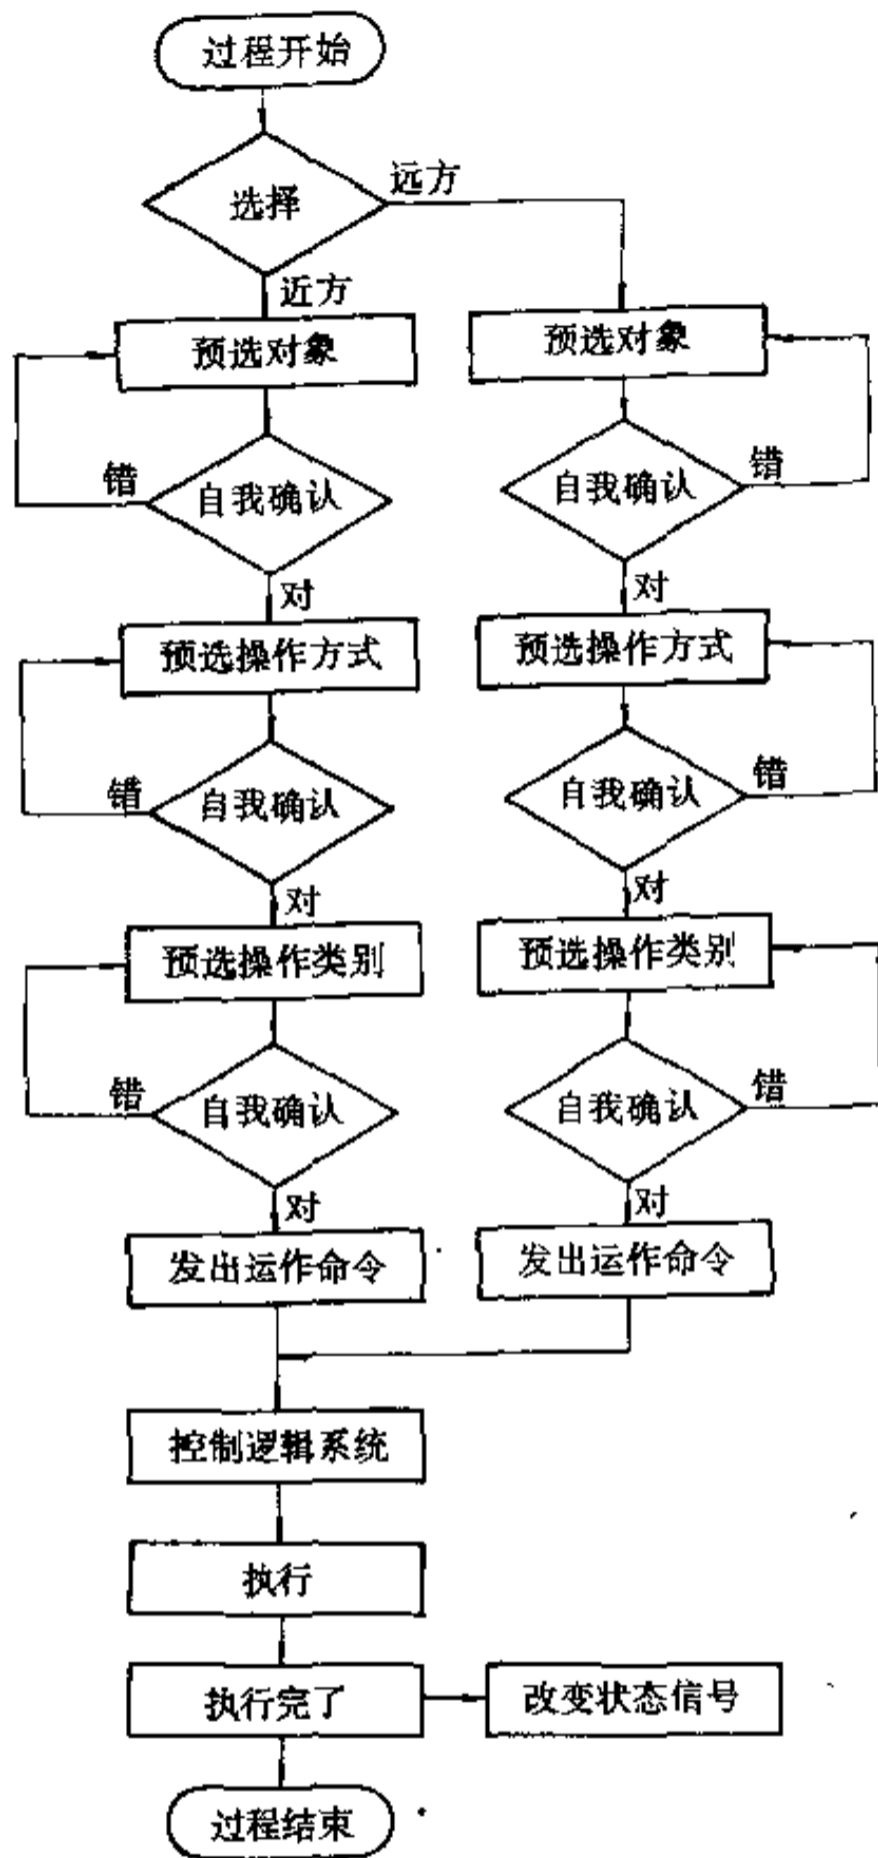 过程开始
选择
远方
近方
预选对象
预选对象
错
自我确认
自我确认
错
对
对
预选操作方式
预选操作方式
错
自我确认
自我确认
错
对
对
预选操作类别
预选操作类别
错
自我确认
自我确认
错
对
对
发出运作命令
发出运作命令
控制逻辑系统
执行
执行完了
改变状态信号
过程结束